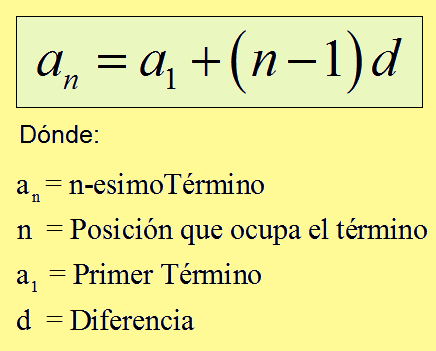 aₙ = a₁ + (n − 1) d
Dónde:
aₙ = n-esimoTérmino
n = Posición que ocupa el término
a₁ = Primer Término
d = Diferencia